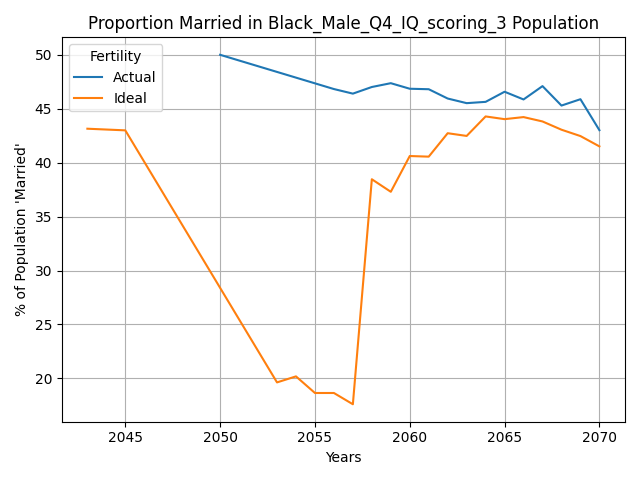 Proportion Married in Black_Male_Q4_IQ_scoring_3 Population
Fertility
Actual
Ideal
50
45
40
35
30
25
20
% of Population 'Married'
2045 2050 2055 2060 2065 2070
Years